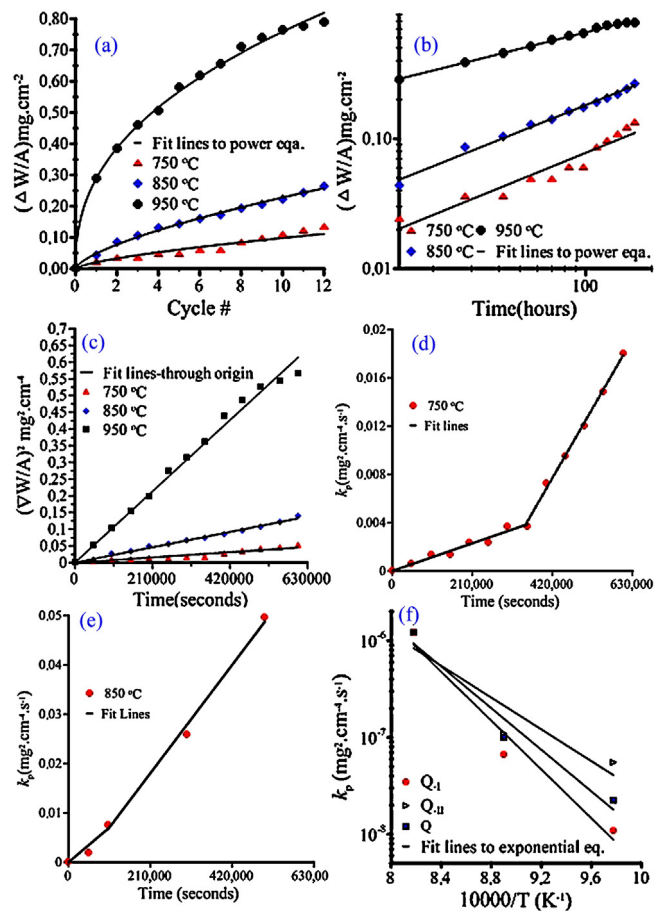 (a)
0,80
0,70
0,60
0,50
0,40
0,30
0,20
0,10
0,00
(△W/A)mg.cm⁻²
– Fit lines to power eqa.
750 °C
850 °C
950 °C
0 2 4 6 8 10 12
Cycle #
(b)
(△W/A)mg.cm⁻²
0.10
0.01
750 °C 950 °C
850 °C – Fit lines to power eqa.
100
Time(hours)
(c)
0,7
0,65
0,6
0,55
0,5
0,45
0,4
0,35
0,3
0,25
0,2
0,15
0,1
0,05
0
(∇W/A)² mg².cm⁻⁴
— Fit lines-through origin
750 °C
850 °C
950 °C
0 210000 420000 630000
Time(seconds)
(d)
0,02
0,016
0,012
0,008
0,004
0
kp(mg².cm⁻⁴.s⁻¹)
750 °C
– Fit lines
0 210,000 420,000 630,000
Time (seconds)
(e)
0,05
0,04
0,03
0,02
0,01
0
kp(mg².cm⁻⁴.s⁻¹)
850 °C
– Fit Lines
0 210,000 420,000 630,00
Time (seconds)
(f)
10⁻⁶
10⁻⁷
10⁻⁸
kp (mg².cm⁻⁴.s⁻¹)
Q-I
Q-II
Q
– Fit lines to exponential eq.
8 8,4 8,8 9,2 9,6 10
10000/T (K⁻¹)